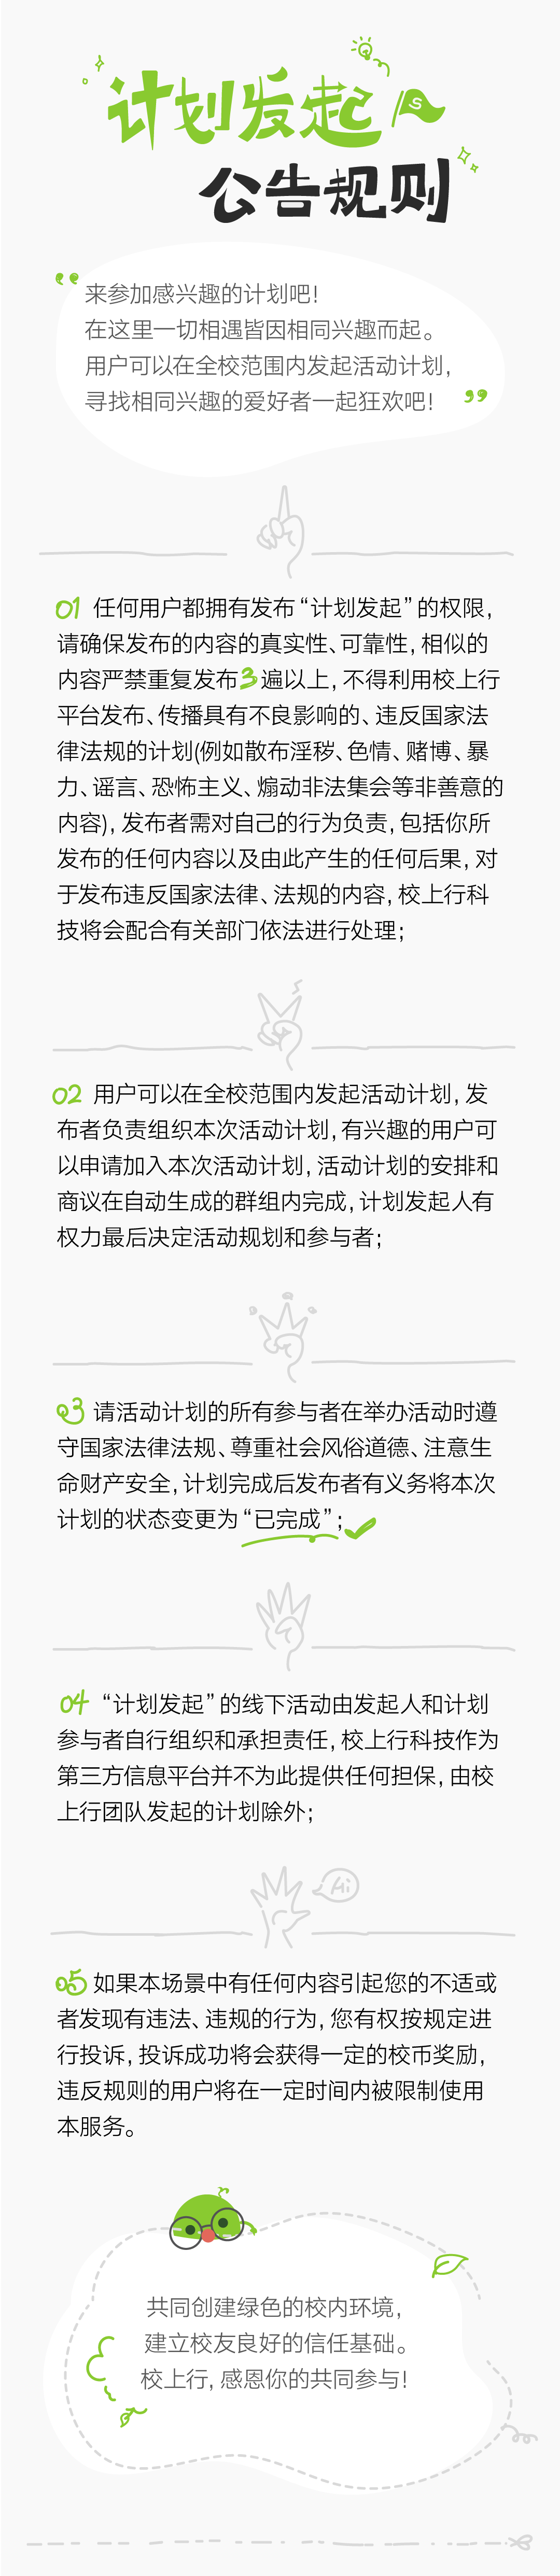 计划发起
S
公告规则
“
来参加感兴趣的计划吧！
在这里一切相遇皆因相同兴趣而起。
用户可以在全校范围内发起活动计划，
寻找相同兴趣的爱好者一起狂欢吧！ ”
01 任何用户都拥有发布“计划发起”的权限，
请确保发布的内容的真实性、可靠性，相似的
内容严禁重复发布3遍以上，不得利用校上行
平台发布、传播具有不良影响的、违反国家法
律法规的计划(例如散布淫秽、色情、赌博、暴
力、谣言、恐怖主义、煽动非法集会等非善意的
内容)，发布者需对自己的行为负责，包括你所
发布的任何内容以及由此产生的任何后果，对
于发布违反国家法律、法规的内容，校上行科
技将会配合有关部门依法进行处理；
02 用户可以在全校范围内发起活动计划，发
布者负责组织本次活动计划，有兴趣的用户可
以申请加入本次活动计划，活动计划的安排和
商议在自动生成的群组内完成，计划发起人有
权力最后决定活动规划和参与者；
03 请活动计划的所有参与者在举办活动时遵
守国家法律法规、尊重社会风俗道德、注意生
命财产安全，计划完成后发布者有义务将本次
计划的状态变更为“已完成”；
04 “计划发起”的线下活动由发起人和计划
参与者自行组织和承担责任，校上行科技作为
第三方信息平台并不为此提供任何担保，由校
上行团队发起的计划除外；
Hi
05 如果本场景中有任何内容引起您的不适或
者发现有违法、违规的行为，您有权按规定进
行投诉，投诉成功将会获得一定的校币奖励，
违反规则的用户将在一定时间内被限制使用
本服务。
共同创建绿色的校内环境，
建立校友良好的信任基础。
校上行，感恩你的共同参与！